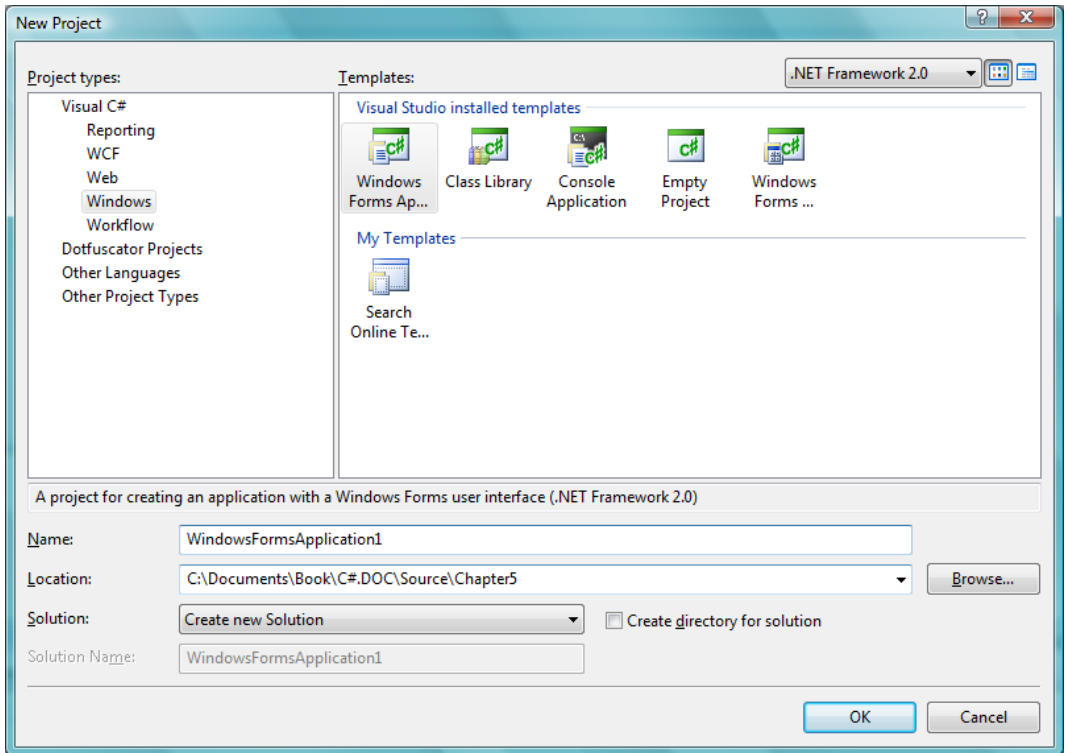 New Project
Project types:
Templates:
.NET Framework 2.0
Visual C#
Reporting
WCF
Web
Windows
Workflow
Dotfuscator Projects
Other Languages
Other Project Types
Visual Studio installed templates
Windows Forms Ap...
Class Library
Console Application
Empty Project
Windows Forms ...
My Templates
Search Online Te...
A project for creating an application with a Windows Forms user interface (.NET Framework 2.0)
Name:
WindowsFormsApplication1
Location:
C:\Documents\Book\C#.DOC\Source\Chapter5
Browse...
Solution:
Create new Solution
Create directory for solution
Solution Name:
WindowsFormsApplication1
OK
Cancel